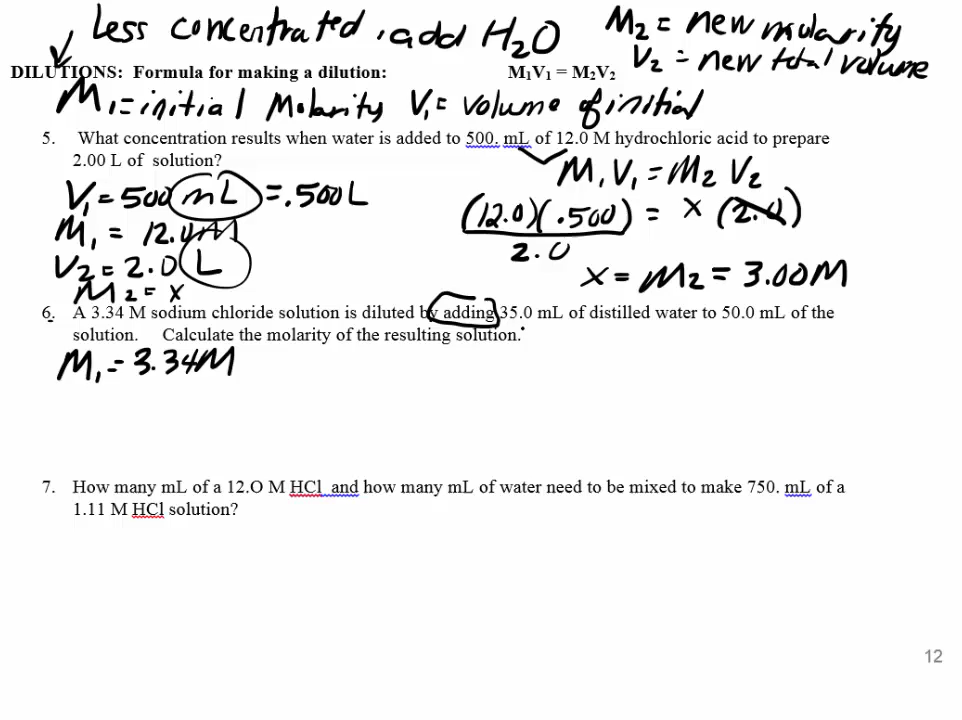 Less concentrated, add H2O
M2 = new molarity
V2 = new total volume
DILUTIONS: Formula for making a dilution: M1V1 = M2V2
M1 = initial Molarity V1 = volume of initial
5. What concentration results when water is added to 500. mL of 12.0 M hydrochloric acid to prepare
2.00 L of solution?
M1V1 = M2 V2
V1 = 500 mL = .500 L
(12.0)(.500) = x (2.0)
2.0
M1 = 12.0M
V2 = 2.0 L
x = M2 = 3.00M
M2 = x
6. A 3.34 M sodium chloride solution is diluted by adding 35.0 mL of distilled water to 50.0 mL of the
solution. Calculate the molarity of the resulting solution.
M1 = 3.34M
7. How many mL of a 12.O M HCl and how many mL of water need to be mixed to make 750. mL of a
1.11 M HCl solution?
12